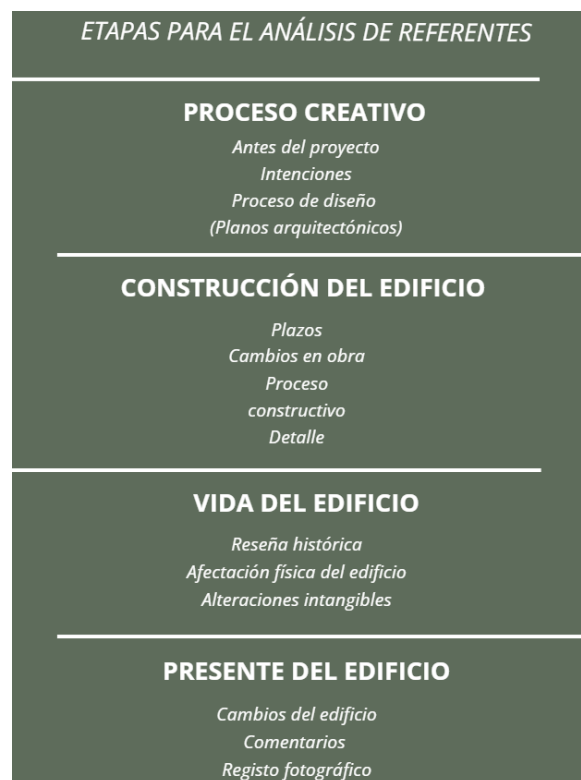 ETAPAS PARA EL ANÁLISIS DE REFERENTES
PROCESO CREATIVO
Antes del proyecto
Intenciones
Proceso de diseño
(Planos arquitectónicos)
CONSTRUCCIÓN DEL EDIFICIO
Plazos
Cambios en obra
Proceso
constructivo
Detalle
VIDA DEL EDIFICIO
Reseña histórica
Afectación física del edificio
Alteraciones intangibles
PRESENTE DEL EDIFICIO
Cambios del edificio
Comentarios
Registo fotográfico